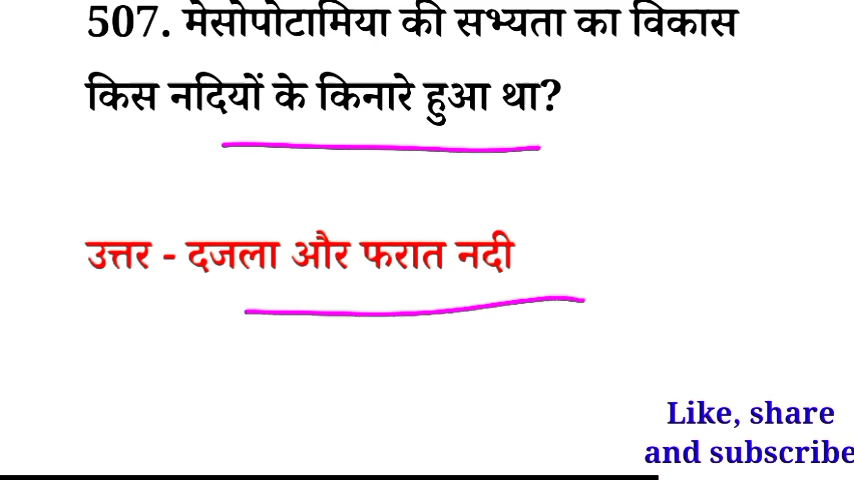 507. मेसोपोटामिया की सभ्यता का विकास
किस नदियों के किनारे हुआ था?
उत्तर - दजला और फरात नदी
Like, share
and subscribe